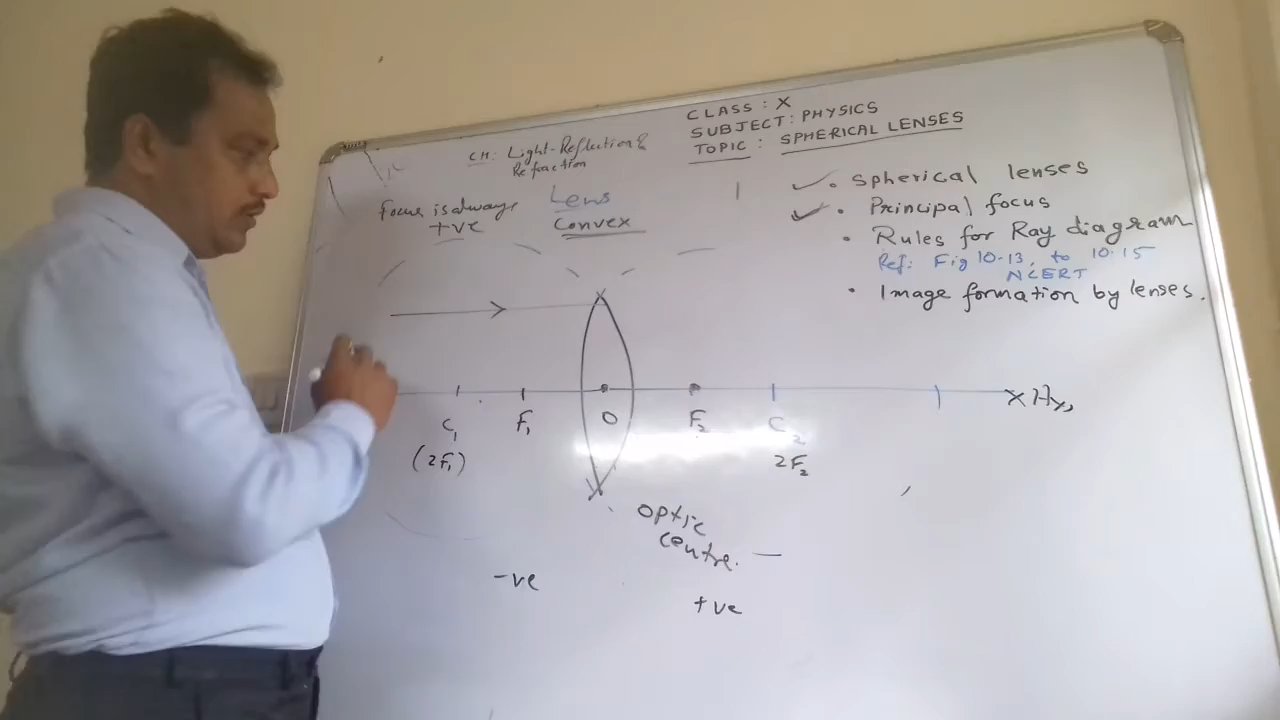 CLASS : X
SUBJECT: PHYSICS
TOPIC : SPHERICAL LENSES
CH: Light-Reflection &
Refraction
Focus is always
+ve
Lens
Convex
• Spherical lenses
• Principal focus
• Rules for Ray diagram
Ref: Fig 10.13, to 10.15
NCERT
• Image formation by lenses.
C1
F1
O
F2
C2
(2F1)
2F2
optic
centre.
-ve
+ve